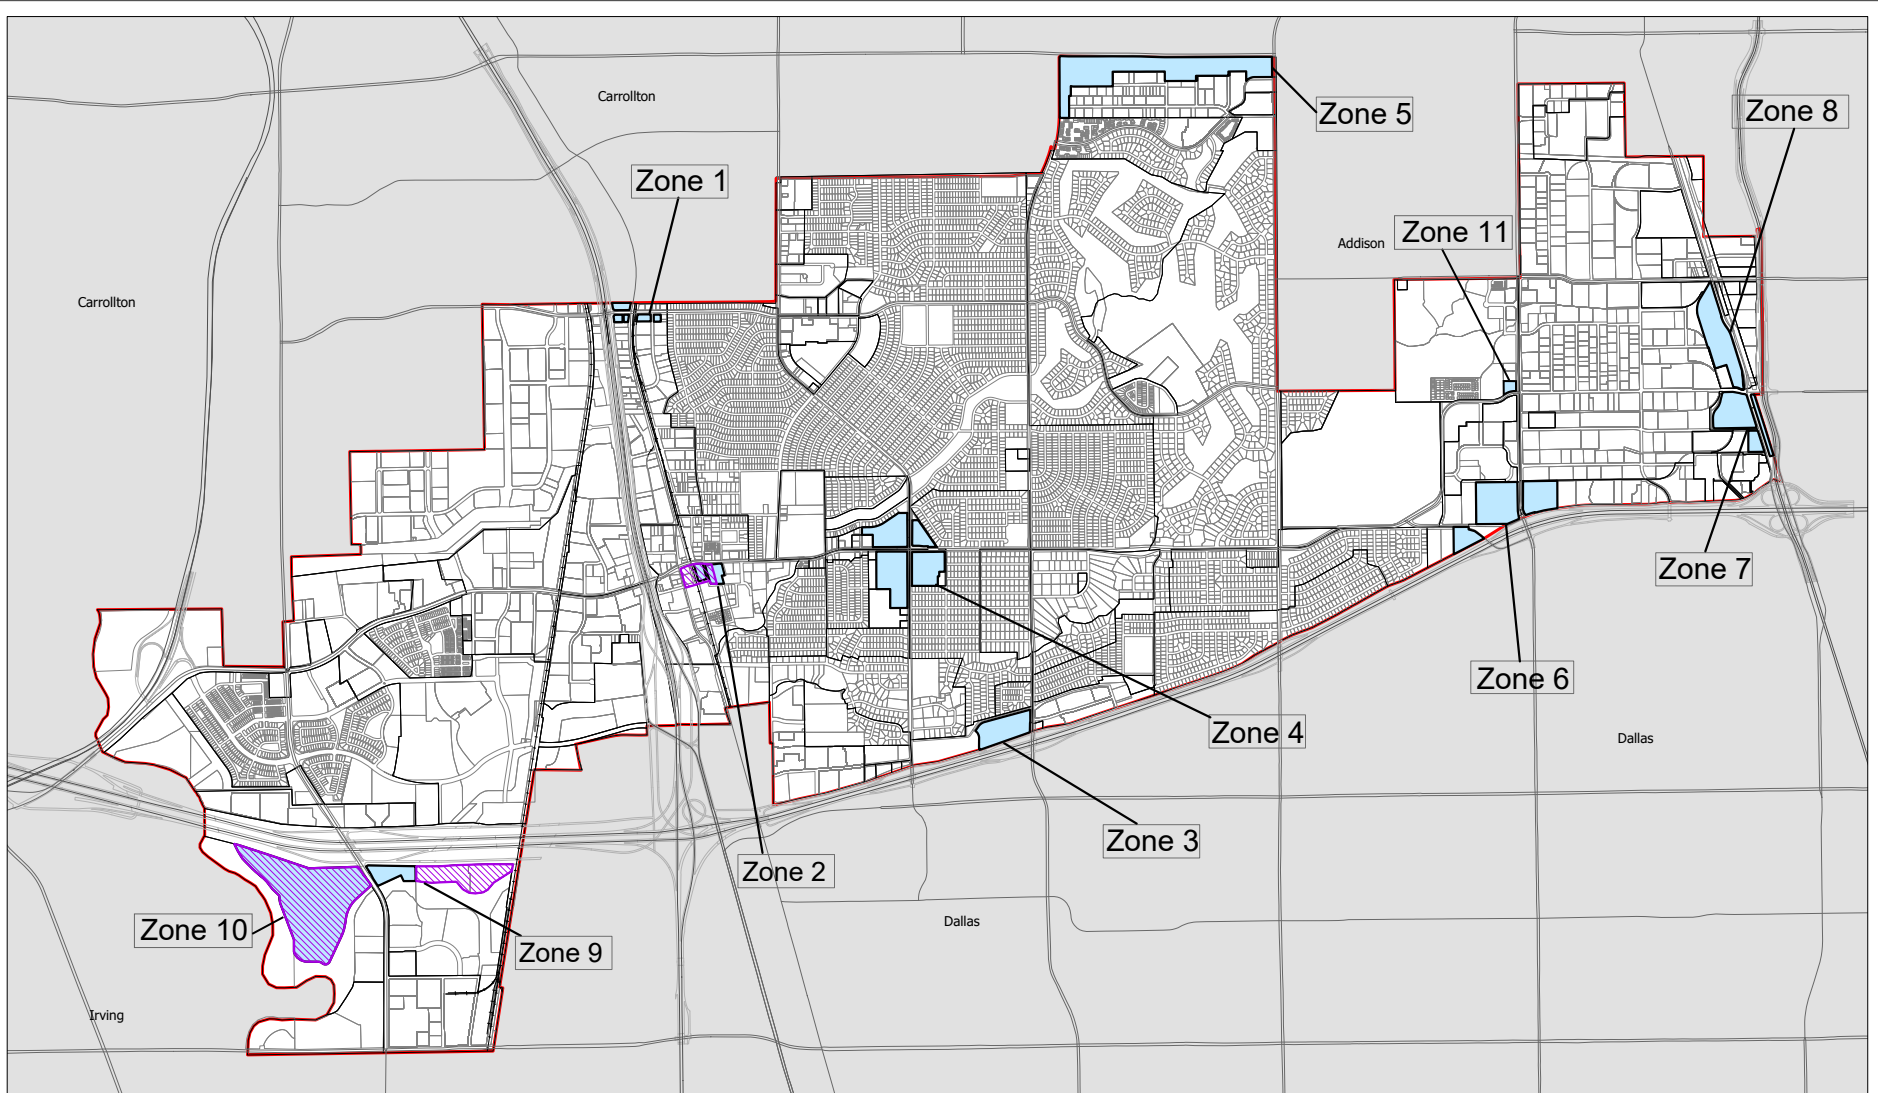 Carrollton
Zone 5
Zone 8
Zone 1
Zone 11
Addison
Carrollton
Zone 7
Zone 6
Zone 4
Dallas
Zone 3
Zone 2
Zone 10
Dallas
Zone 9
Irving